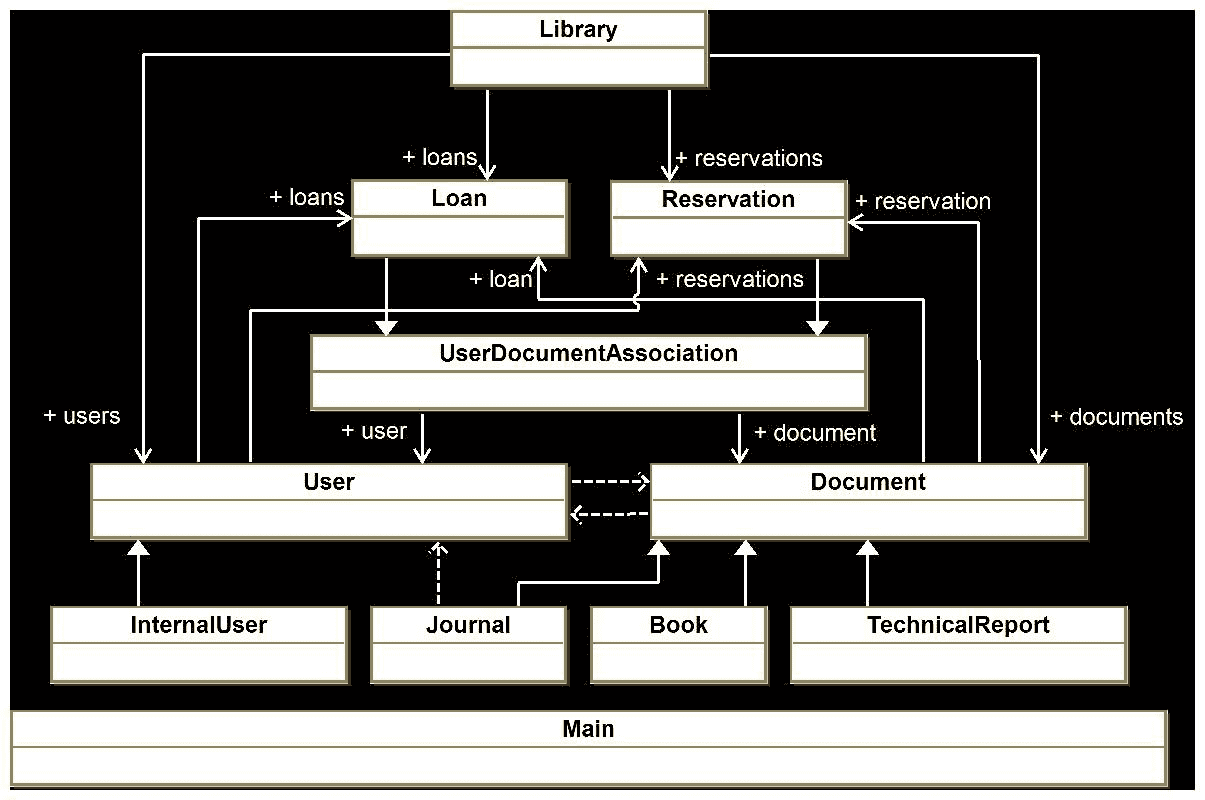 Library
+ loans
+ reservations
+ loans
Loan
Reservation
+ reservation
+ loan
+ reservations
UserDocumentAssociation
+ users
+ user
+ document
+ documents
User
Document
InternalUser
Journal
Book
TechnicalReport
Main